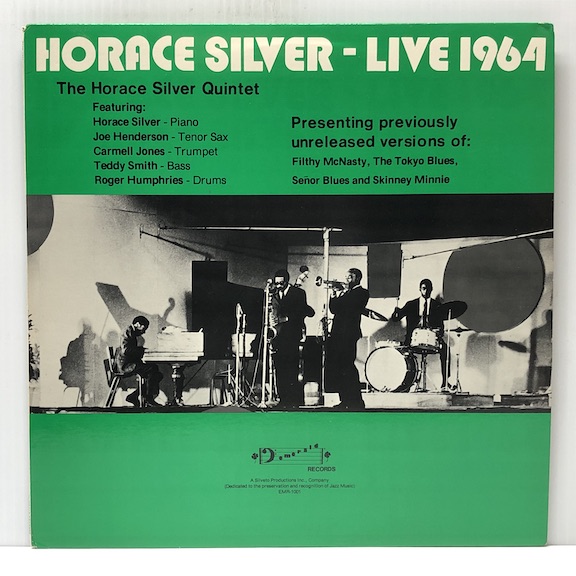 HORACE SILVER - LIVE 1964
The Horace Silver Quintet
Featuring:
Horace Silver - Piano
Joe Henderson - Tenor Sax
Carmell Jones - Trumpet
Teddy Smith - Bass
Roger Humphries - Drums
Presenting previously
unreleased versions of:
Filthy McNasty, The Tokyo Blues,
Señor Blues and Skinney Minnie
emerald
RECORDS
A Silveto Productions Inc., Company
(Dedicated to the preservation and recognition of Jazz Music)